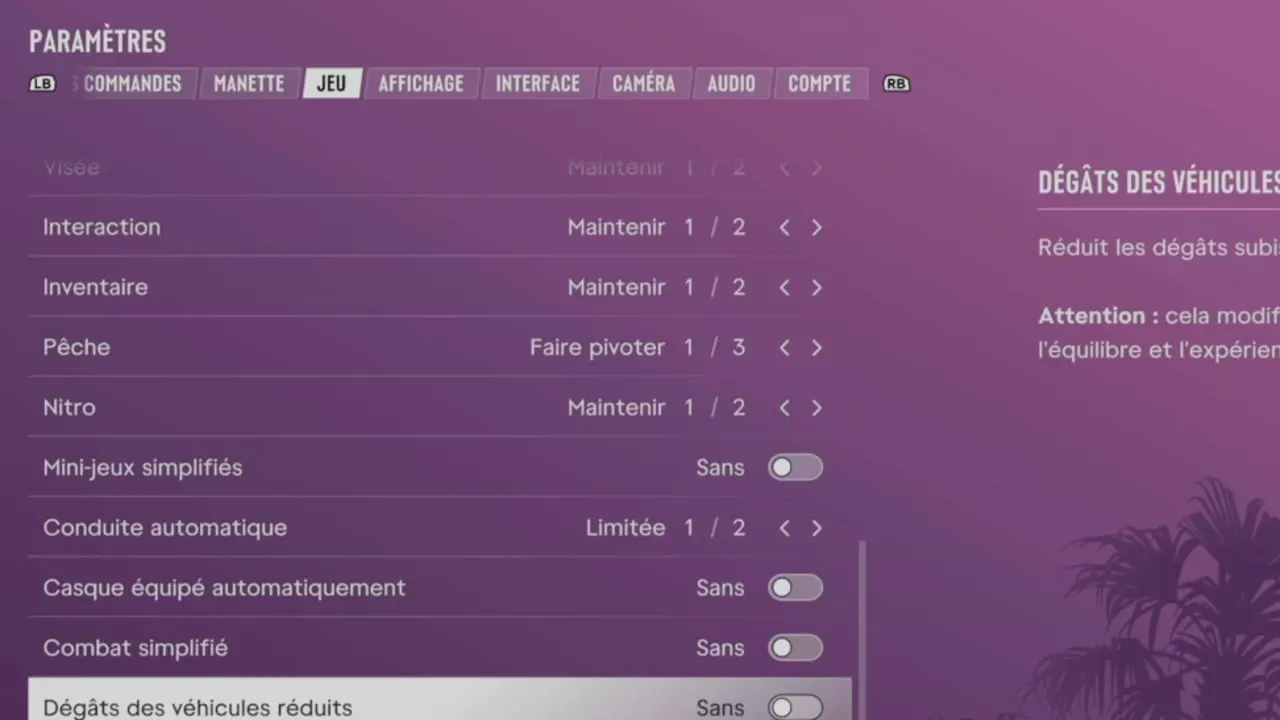 PARAMÈTRES
LB COMMANDES MANETTE JEU AFFICHAGE INTERFACE CAMÉRA AUDIO COMPTE RB
Visée Maintenir 1 / 2 < >
Interaction Maintenir 1 / 2 < >
Inventaire Maintenir 1 / 2 < >
Pêche Faire pivoter 1 / 3 < >
Nitro Maintenir 1 / 2 < >
Mini-jeux simplifiés Sans
Conduite automatique Limitée 1 / 2 < >
Casque équipé automatiquement Sans
Combat simplifié Sans
Dégâts des véhicules réduits Sans
DÉGÂTS DES VÉHICULES
Réduit les dégâts subi
Attention : cela modif
l'équilibre et l'expérien